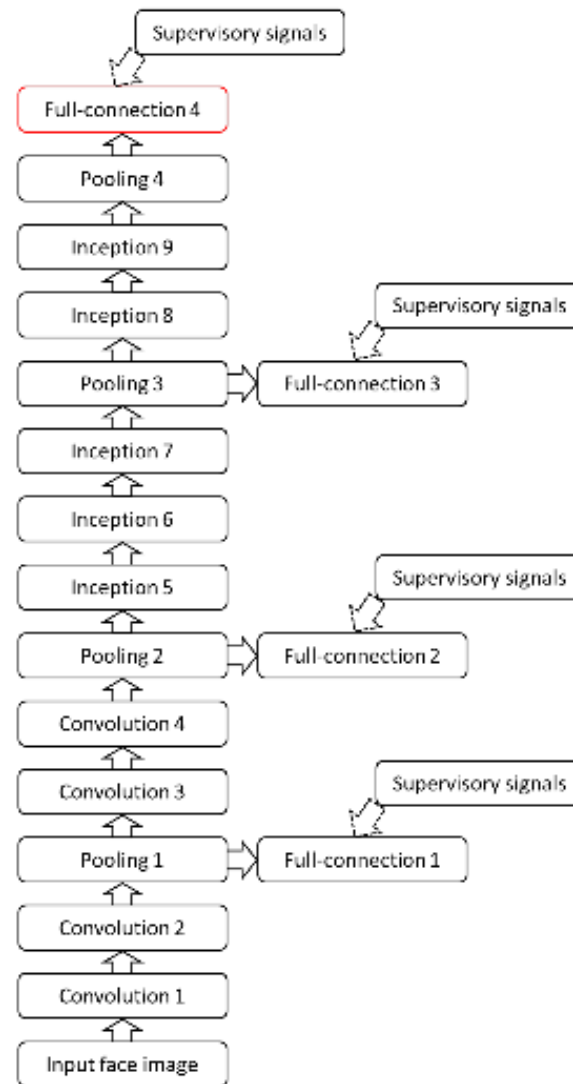 Supervisory signals
Full-connection 4
Pooling 4
Inception 9
Inception 8
Supervisory signals
Pooling 3
Full-connection 3
Inception 7
Inception 6
Inception 5
Supervisory signals
Pooling 2
Full-connection 2
Convolution 4
Convolution 3
Supervisory signals
Pooling 1
Full-connection 1
Convolution 2
Convolution 1
Input face image